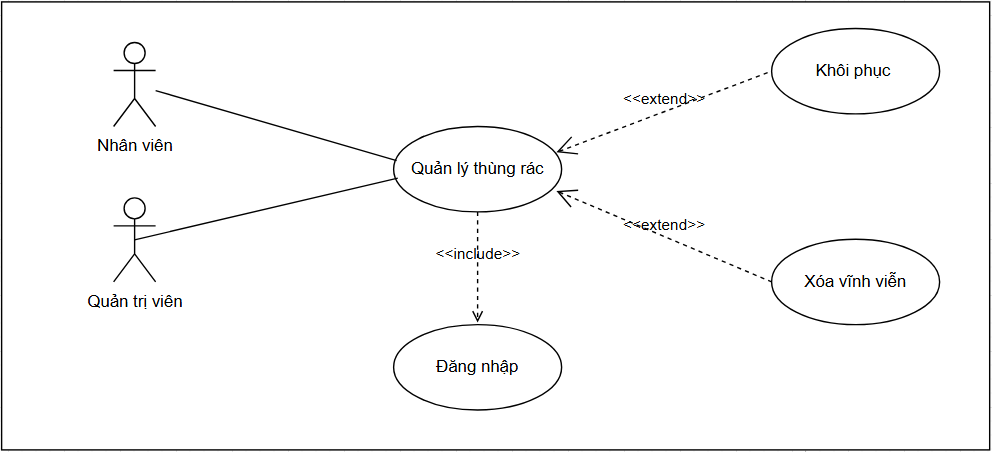 Khôi phục
<<extend>>
Nhân viên
Quản lý thùng rác
<<extend>>
<<include>>
Xóa vĩnh viễn
Quản trị viên
Đăng nhập